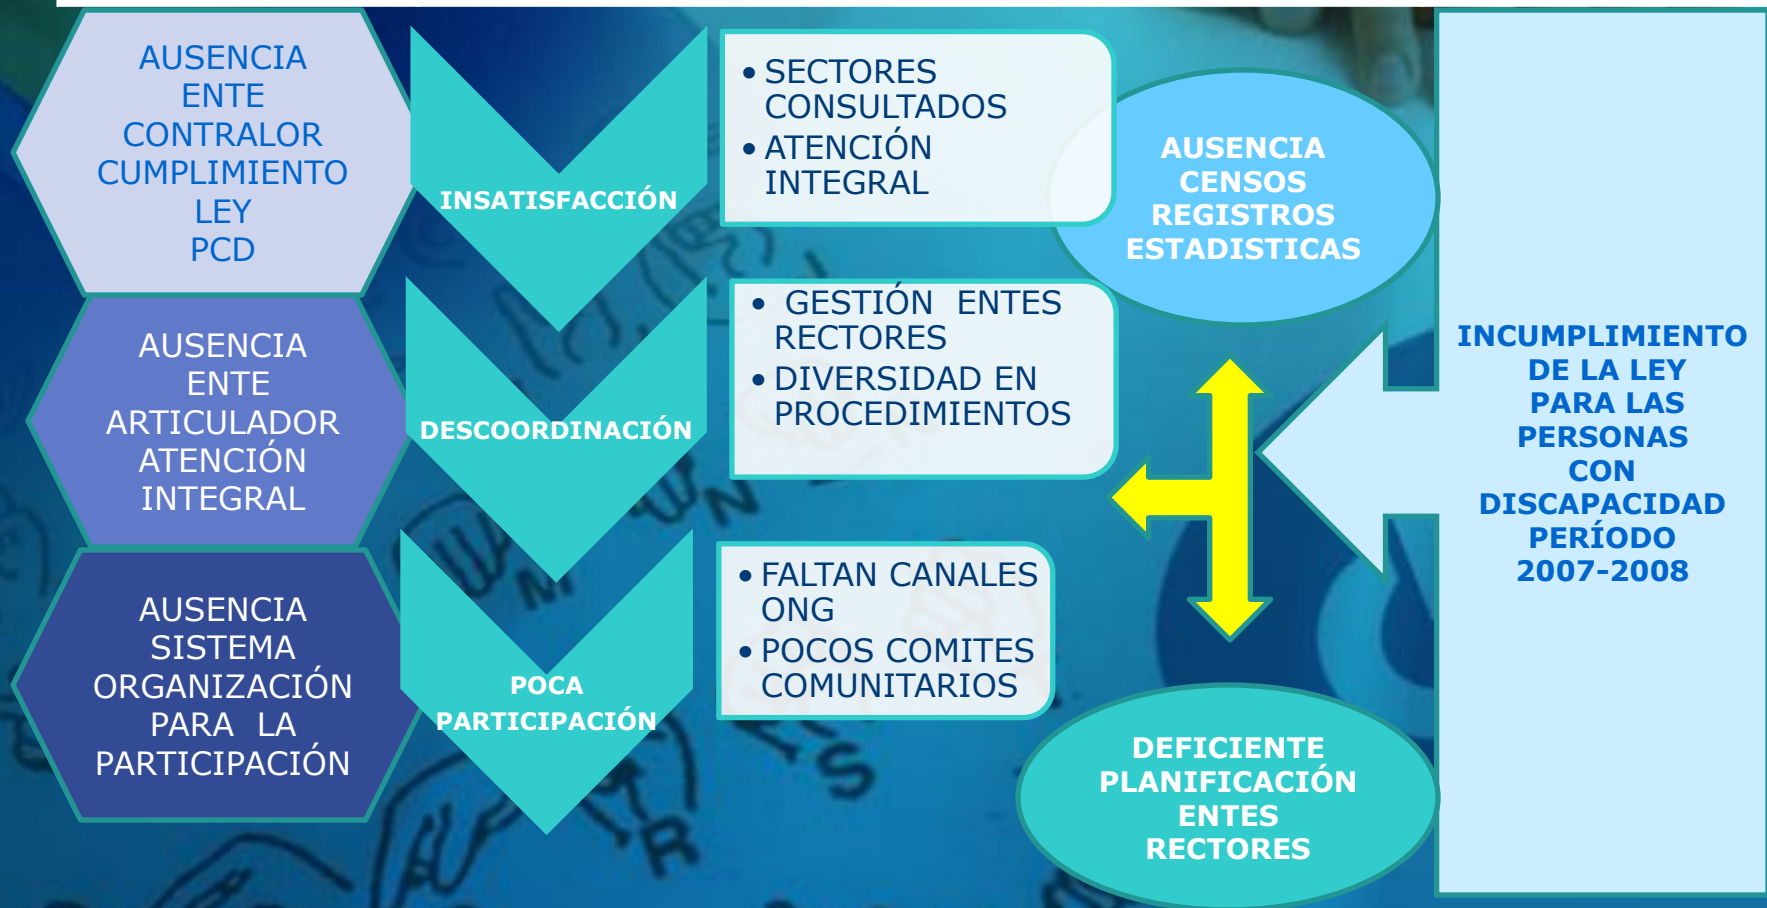 AUSENCIA
ENTE
CONTRALOR
CUMPLIMIENTO
LEY
PCD
INSATISFACCIÓN
• SECTORES
CONSULTADOS
• ATENCIÓN
INTEGRAL
AUSENCIA
CENSOS
REGISTROS
ESTADISTICAS
AUSENCIA
ENTE
ARTICULADOR
ATENCIÓN
INTEGRAL
DESCOORDINACIÓN
• GESTIÓN ENTES
RECTORES
• DIVERSIDAD EN
PROCEDIMIENTOS
AUSENCIA
SISTEMA
ORGANIZACIÓN
PARA LA
PARTICIPACIÓN
POCA
PARTICIPACIÓN
• FALTAN CANALES
ONG
• POCOS COMITES
COMUNITARIOS
DEFICIENTE
PLANIFICACIÓN
ENTES
RECTORES
INCUMPLIMIENTO
DE LA LEY
PARA LAS
PERSONAS
CON
DISCAPACIDAD
PERÍODO
2007-2008
N
M
S
R